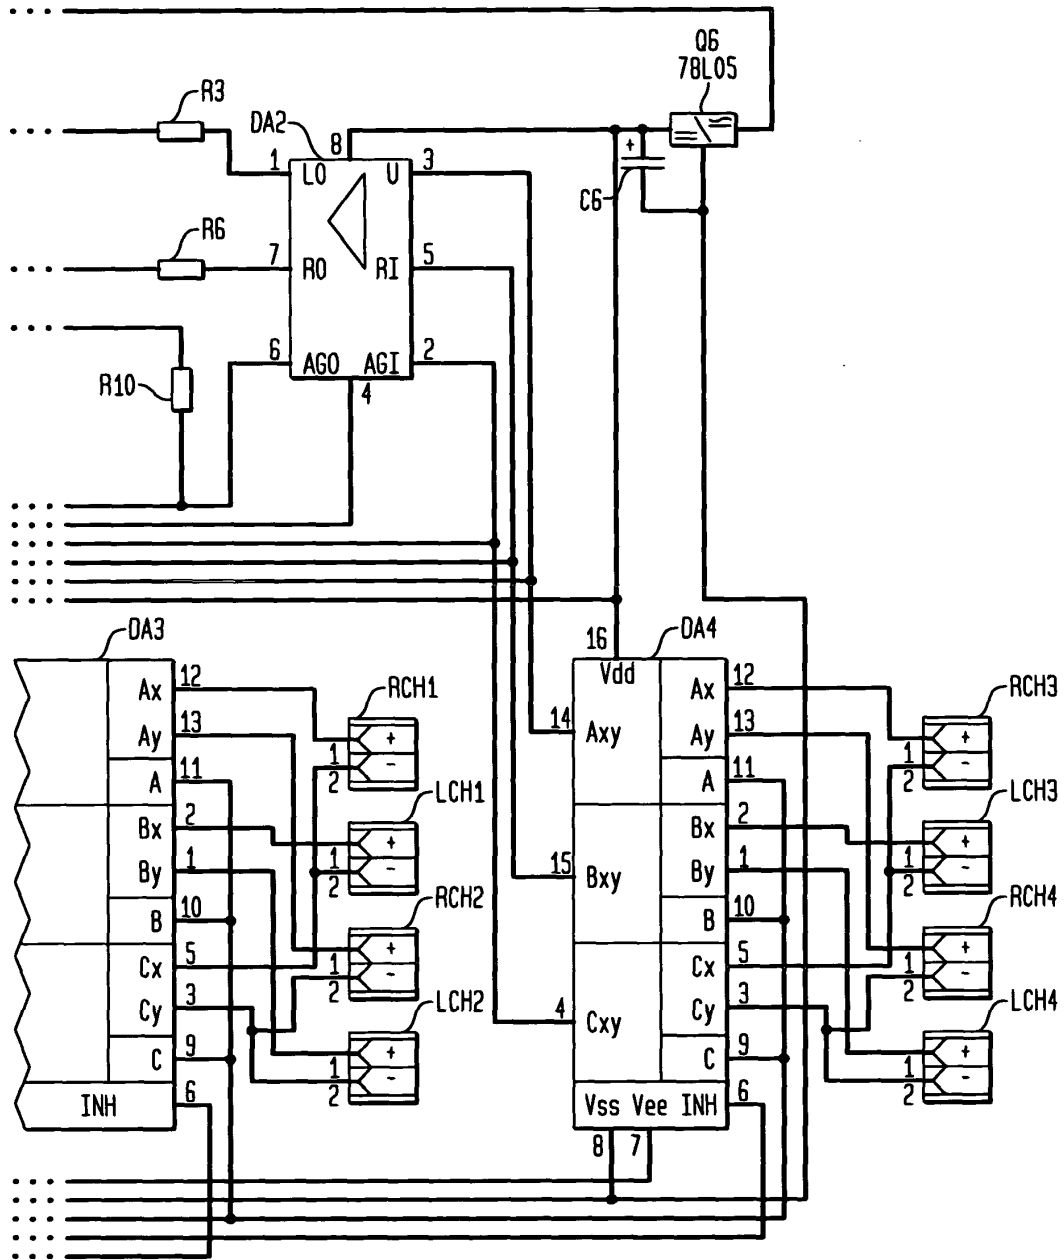 Q6
78L05
R3
DA2
8
1
LO
U
3
+
C6
R6
7
RO
RI
5
6
AGO
AGI
2
R10
4
DA3
16
DA4
Vdd
Ax
12
RCH1
Ay
13
+
1
-
2
A
11
LCH1
Bx
2
+
By
1
1
-
2
B
10
RCH2
Cx
5
+
1
-
2
Cy
3
LCH2
C
9
+
1
-
2
INH
6
14
Axy
15
Bxy
4
Cxy
Ax
12
RCH3
Ay
13
+
1
-
2
A
11
LCH3
Bx
2
+
By
1
1
-
2
B
10
RCH4
Cx
5
+
1
-
2
Cy
3
LCH4
C
9
+
1
-
2
Vss Vee INH
6
8
7